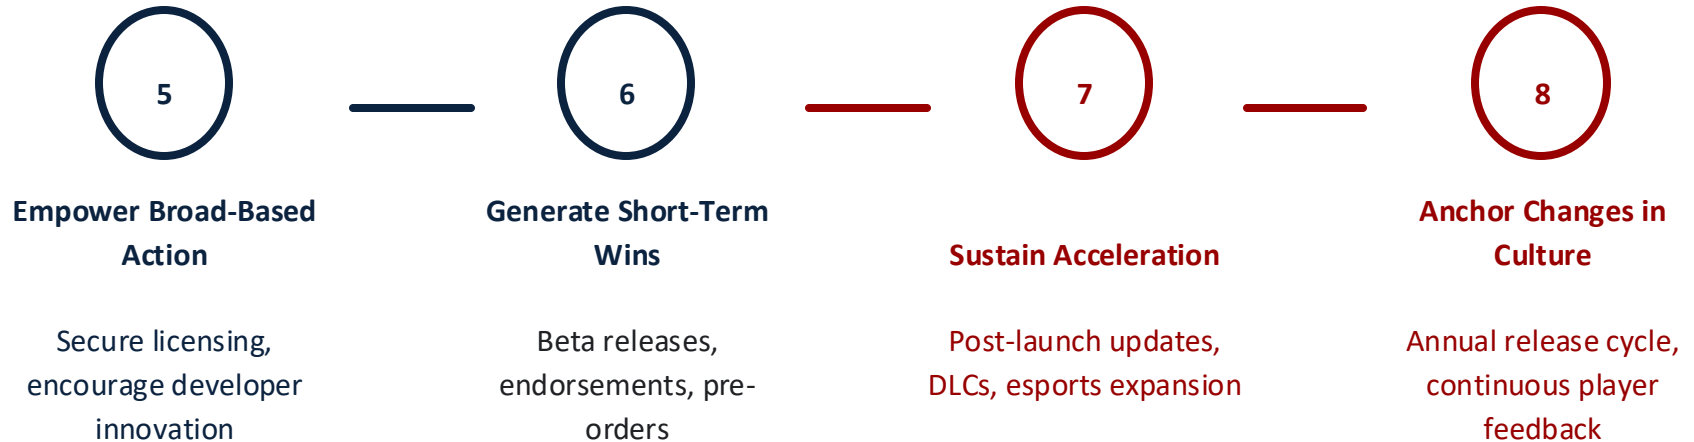 5
6
7
8
Empower Broad-Based
Action
Generate Short-Term
Wins
Sustain Acceleration
Anchor Changes in
Culture
Secure licensing,
encourage developer
innovation
Beta releases,
endorsements, pre-
orders
Post-launch updates,
DLCs, esports expansion
Annual release cycle,
continuous player
feedback